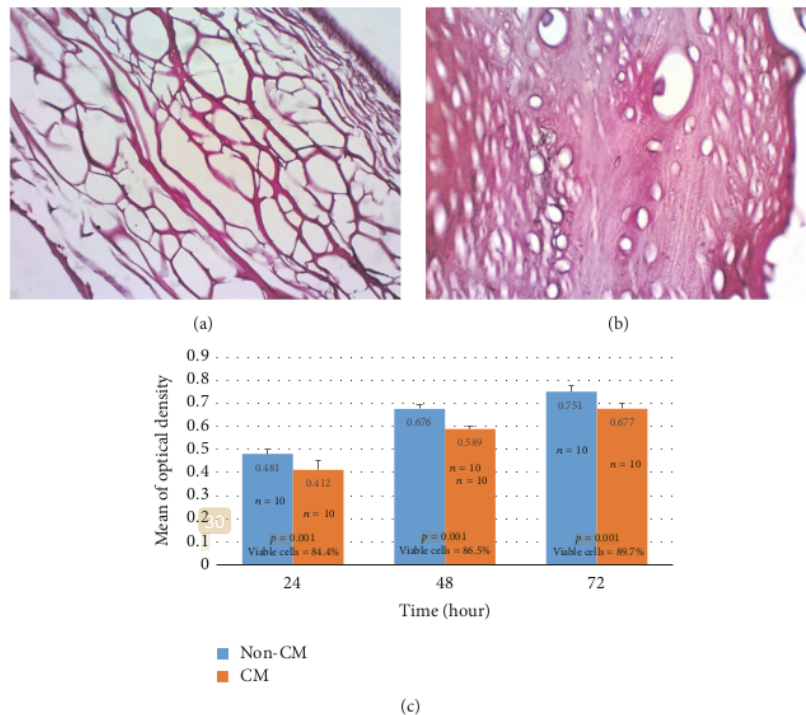 (a)
(b)
0.9
0.8
0.7
0.6
0.5
0.4
0.3
0.2
0.1
0
Mean of optical density
0.481
0.412
n = 10
n = 10
p = 0.001
Viable cells = 84.4%
0.676
0.589
n = 10
n = 10
p = 0.001
Viable cells = 86.5%
0.751
0.677
n = 10
n = 10
p = 0.001
Viable cells = 89.7%
30
24
48
72
Time (hour)
Non-CM
CM
(c)